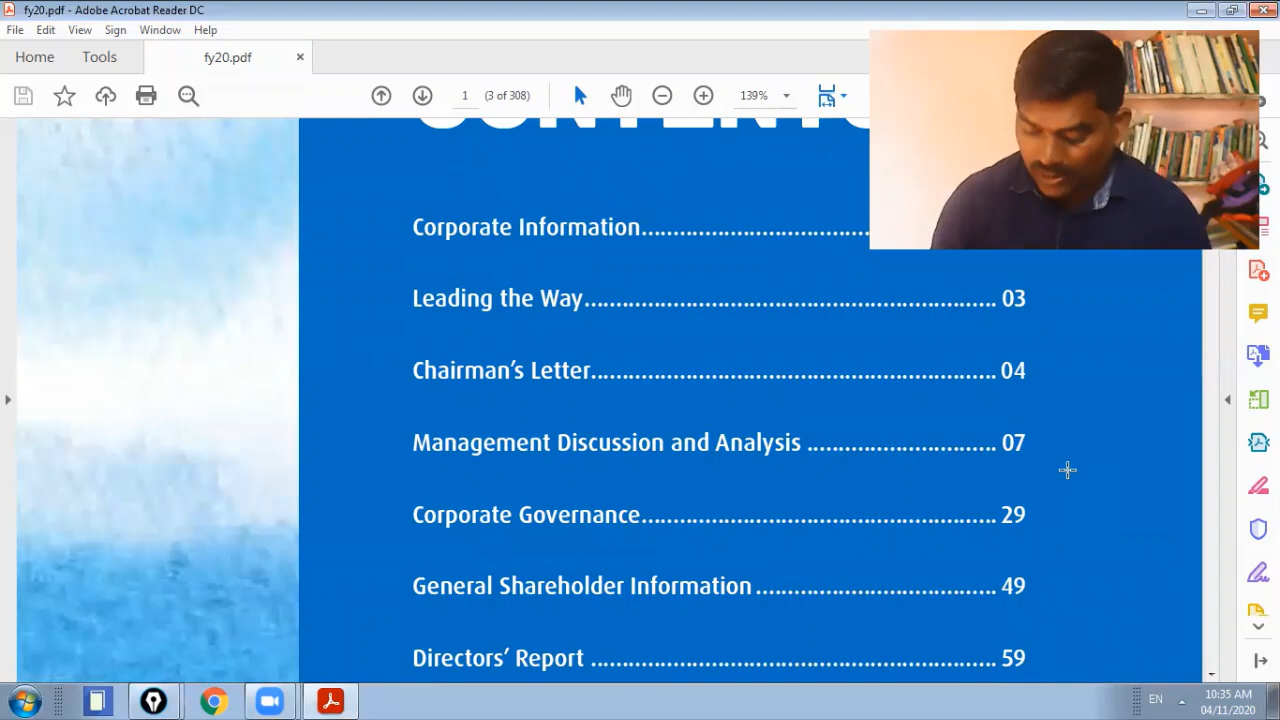 fy20.pdf - Adobe Acrobat Reader DC
File Edit View Sign Window Help
Home Tools fy20.pdf ×
1 (3 of 308) 139%
CONTENTS
Corporate Information
Leading the Way 03
Chairman's Letter 04
Management Discussion and Analysis 07
Corporate Governance 29
General Shareholder Information 49
Directors' Report 59
EN 10:35 AM
04/11/2020